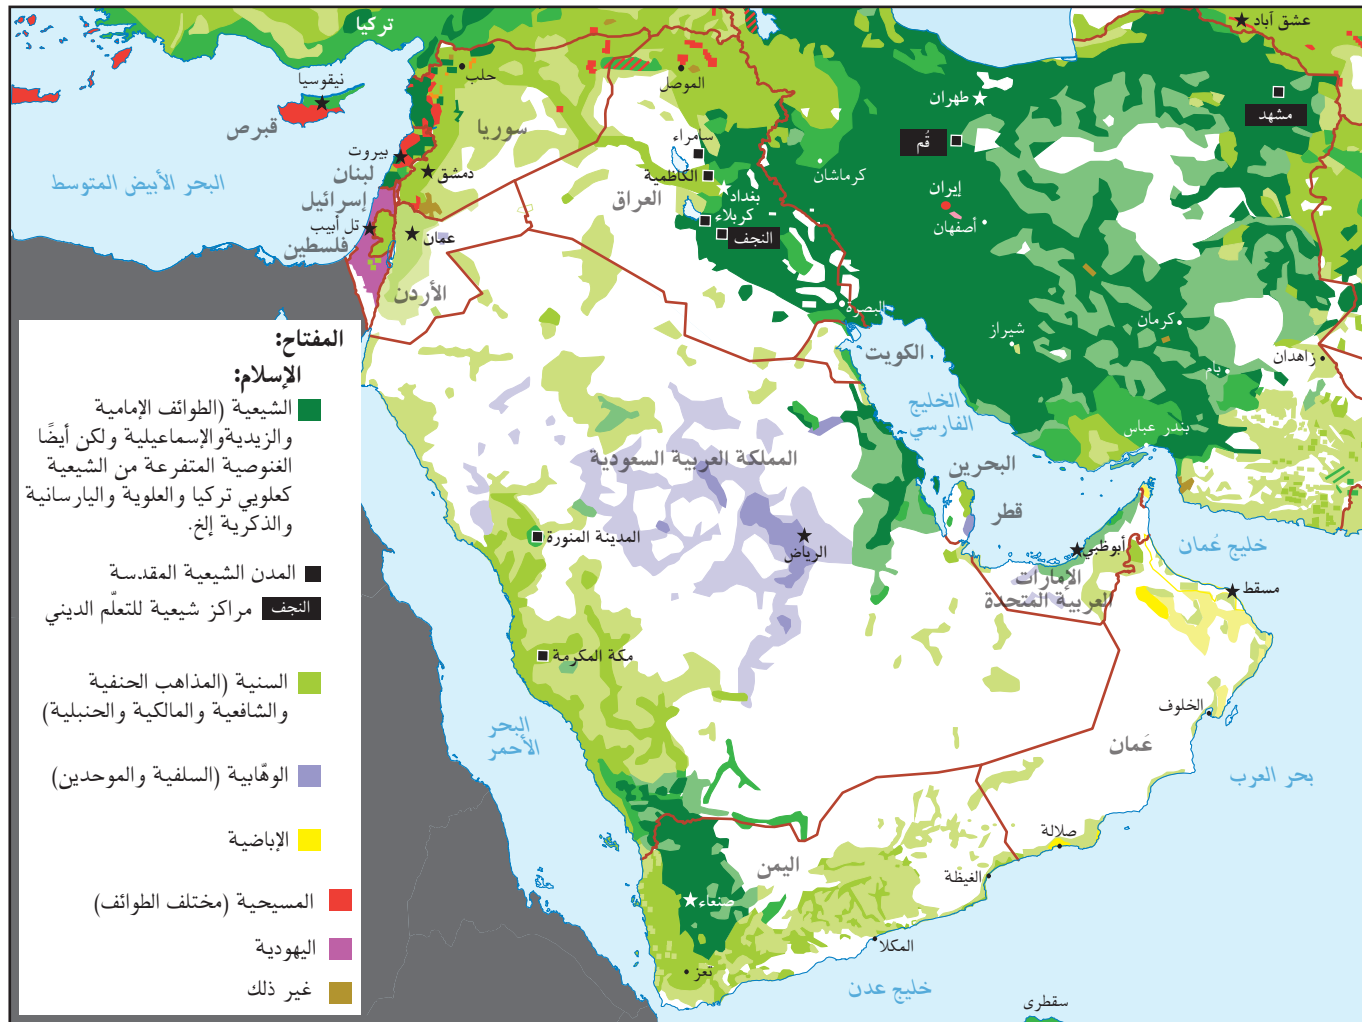 تركيا
عشق آباد
نيقوسيا
قبرص
حلب
الموصل
طهران
مشهد
قُم
سوريا
سامراء
بيروت
لبنان
دمشق
الكاظمية
كرماشان
البحر الأبيض المتوسط
إسرائيل
العراق
بغداد
كربلاء
إيران
تل أبيب
فلسطين
عمان
النجف
أصفهان
الأردن
البصرة
شيراز
كرمان
زاهدان
بام
الكويت
الخليج
الفارسي
بندر عباس
المملكة العربية السعودية
البحرين
قطر
المدينة المنورة
الرياض
أبوظبي
خليج عُمان
الإمارات
العربية المتحدة
مسقط
مكة المكرمة
الخلوف
البحر
الأحمر
عَمان
بحر العرب
صلالة
اليمن
الغيظة
صنعاء
المكلا
تعز
خليج عدن
سقطرى
المفتاح:
الإسلام:
الشيعية (الطوائف الإمامية
والزيديةوالإسماعيلية ولكن أيضًا
الغنوصية المتفرعة من الشيعية
كعلويي تركيا والعلوية واليارسانية
والذكرية إلخ.
المدن الشيعية المقدسة
النجف مراكز شيعية للتعلّم الديني
السنية (المذاهب الحنفية
والشافعية والمالكية والحنبلية)
الوهّابية (السلفية والموحدين)
الإباضية
المسيحية (مختلف الطوائف)
اليهودية
غير ذلك